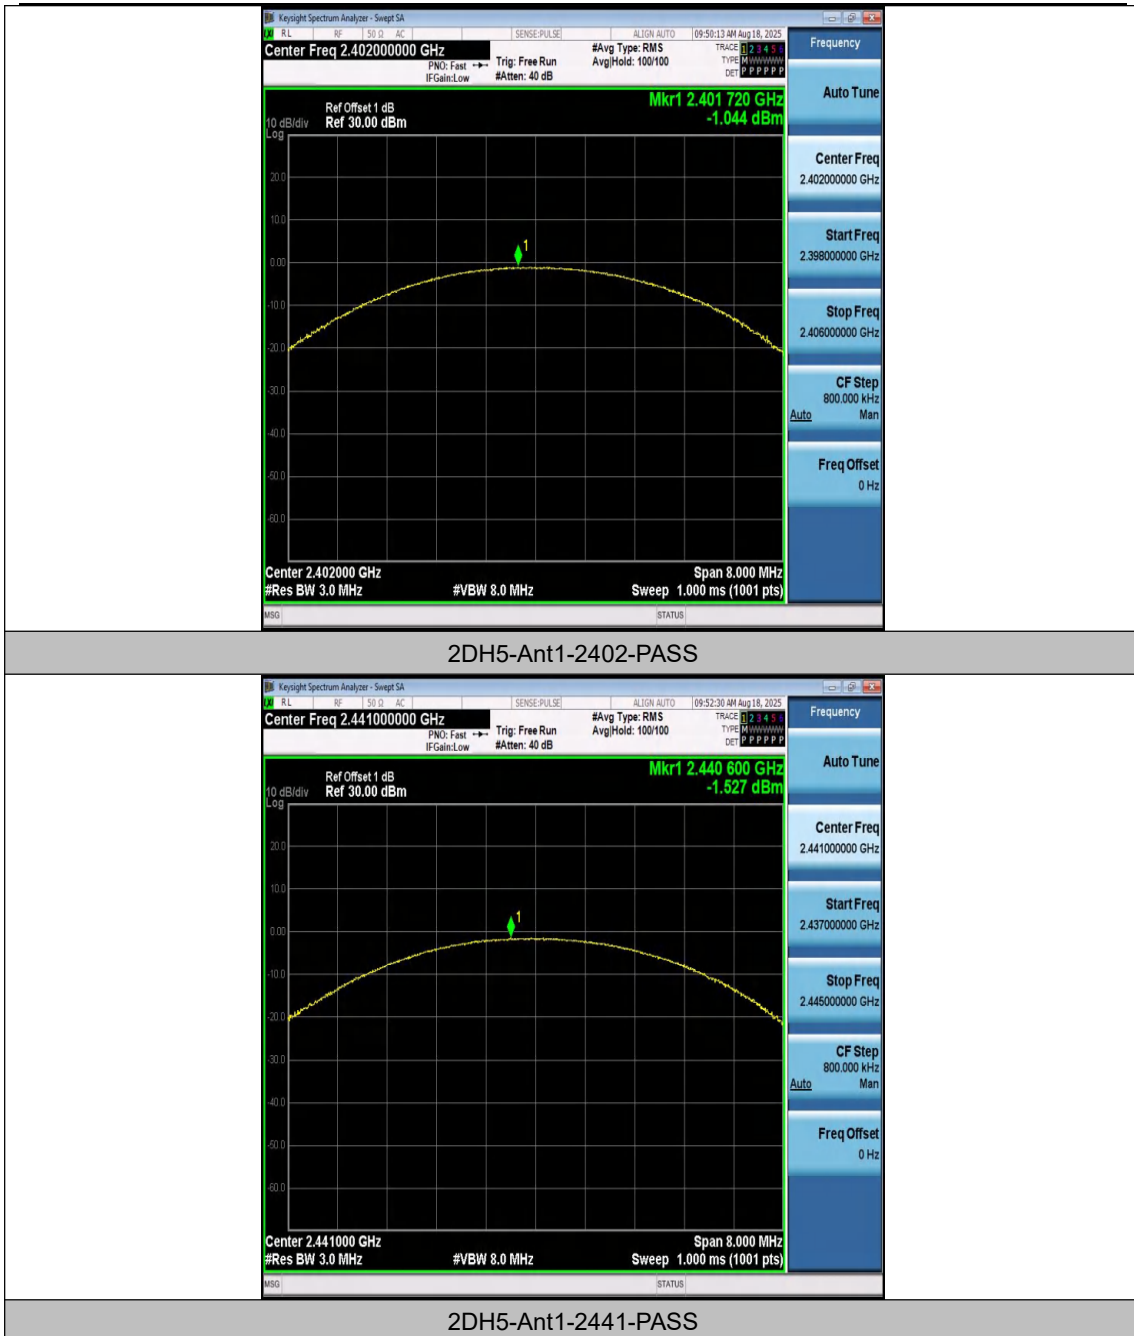 Keysight Spectrum Analyzer - Swept SA
RL RF 50 Ω AC SENSE:PULSE ALIGN AUTO 09:50:13 AM Aug 18, 2025
Center Freq 2.402000000 GHz
#Avg Type: RMS
TRACE 1 2 3 4 5 6
PNO: Fast
Trig: Free Run
Avg|Hold: 100/100
TYPE M W W W W W
IFGain:Low
#Atten: 40 dB
DET P P P P P P
Frequency
Auto Tune
Mkr1 2.401 720 GHz
-1.044 dBm
Ref Offset 1 dB
10 dB/div Ref 30.00 dBm
Log
20.0
10.0
0.00
-10.0
-20.0
-30.0
-40.0
-50.0
-60.0
1
Center Freq
2.402000000 GHz
Start Freq
2.398000000 GHz
Stop Freq
2.406000000 GHz
CF Step
800.000 kHz
Auto Man
Freq Offset
0 Hz
Center 2.402000 GHz Span 8.000 MHz
#Res BW 3.0 MHz #VBW 8.0 MHz Sweep 1.000 ms (1001 pts)
MSG STATUS
2DH5-Ant1-2402-PASS
Keysight Spectrum Analyzer - Swept SA
RL RF 50 Ω AC SENSE:PULSE ALIGN AUTO 09:52:30 AM Aug 18, 2025
Center Freq 2.441000000 GHz
#Avg Type: RMS
TRACE 1 2 3 4 5 6
PNO: Fast
Trig: Free Run
Avg|Hold: 100/100
TYPE M W W W W W
IFGain:Low
#Atten: 40 dB
DET P P P P P P
Frequency
Auto Tune
Mkr1 2.440 600 GHz
-1.527 dBm
Ref Offset 1 dB
10 dB/div Ref 30.00 dBm
Log
20.0
10.0
0.00
-10.0
-20.0
-30.0
-40.0
-50.0
-60.0
1
Center Freq
2.441000000 GHz
Start Freq
2.437000000 GHz
Stop Freq
2.445000000 GHz
CF Step
800.000 kHz
Auto Man
Freq Offset
0 Hz
Center 2.441000 GHz Span 8.000 MHz
#Res BW 3.0 MHz #VBW 8.0 MHz Sweep 1.000 ms (1001 pts)
MSG STATUS
2DH5-Ant1-2441-PASS